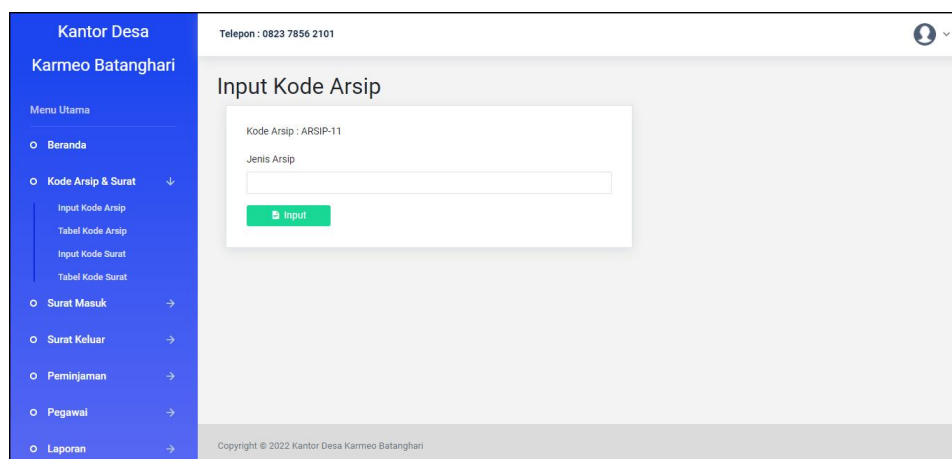 Kantor Desa
Karmeo Batanghari
Menu Utama
Beranda
Kode Arsip & Surat
Input Kode Arsip
Tabel Kode Arsip
Input Kode Surat
Tabel Kode Surat
Surat Masuk
Surat Keluar
Peminjaman
Pegawai
Laporan
Telepon : 0823 7856 2101
Input Kode Arsip
Kode Arsip : ARSIP-11
Jenis Arsip
Input
Copyright © 2022 Kantor Desa Karmeo Batanghari